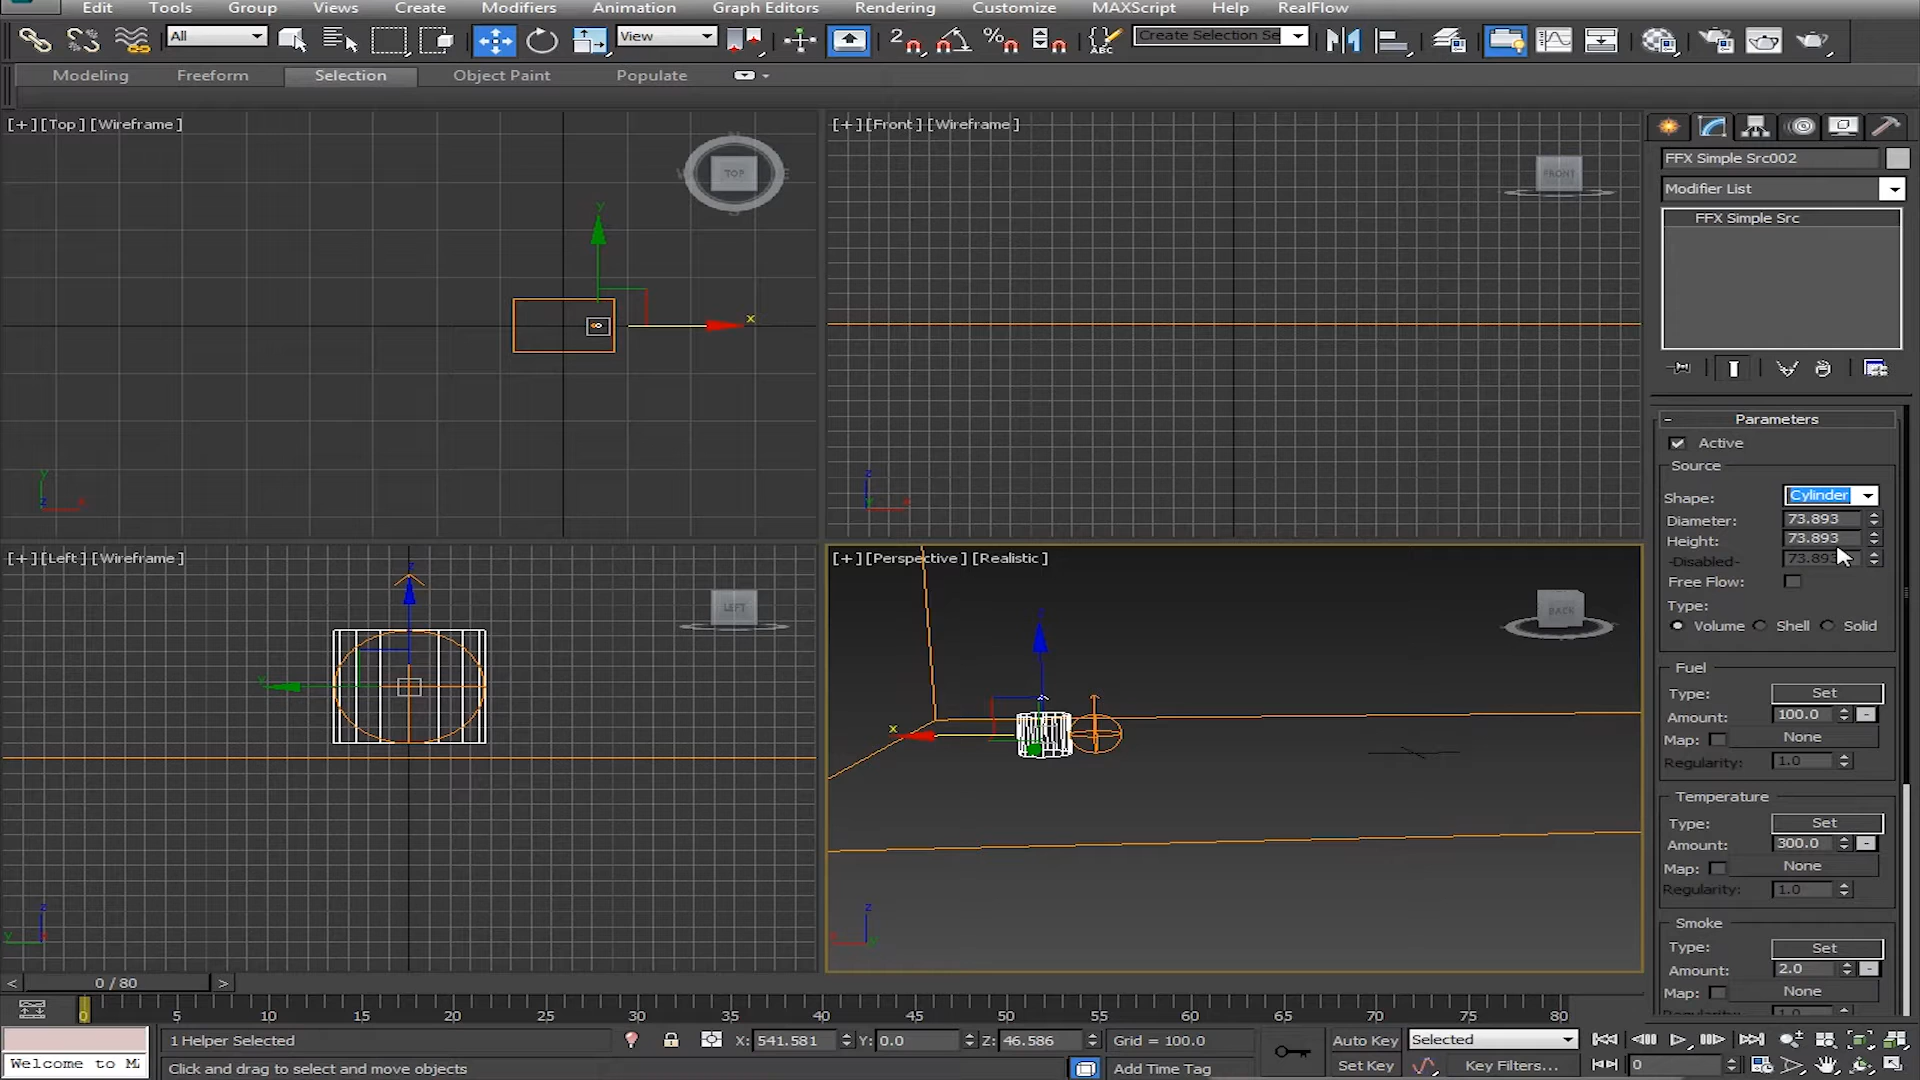 Edit Tools Group Views Create Modifiers Animation Graph Editors Rendering Customize MAXScript Help RealFlow
All View Create Selection Se
Modeling Freeform Selection Object Paint Populate
[+][Top][Wireframe] [+][Front][Wireframe]
TOP FRONT
FFX Simple Src002
Modifier List
FFX Simple Src
y
x
Parameters
Active
Source
Shape: Cylinder
Diameter: 73.893
Height: 73.893
-Disabled- 73.893
Free Flow:
Type:
Volume Shell Solid
Fuel
Type: Set
Amount: 100.0 -
Map: None
Regularity: 1.0
Temperature
Type: Set
Amount: 300.0 -
Map: None
Regularity: 1.0
Smoke
Type: Set
Amount: 2.0 -
Map: None
[+][Left][Wireframe] [+][Perspective][Realistic]
LEFT BACK
< 0 / 80 >
0 5 10 15 20 25 30 35 40 45 50 55 60 65 70 75 80
1 Helper Selected X: 541.581 Y: 0.0 Z: 46.586 Grid = 100.0 Auto Key Selected
Welcome to Click and drag to select and move objects Add Time Tag Set Key Key Filters... 0